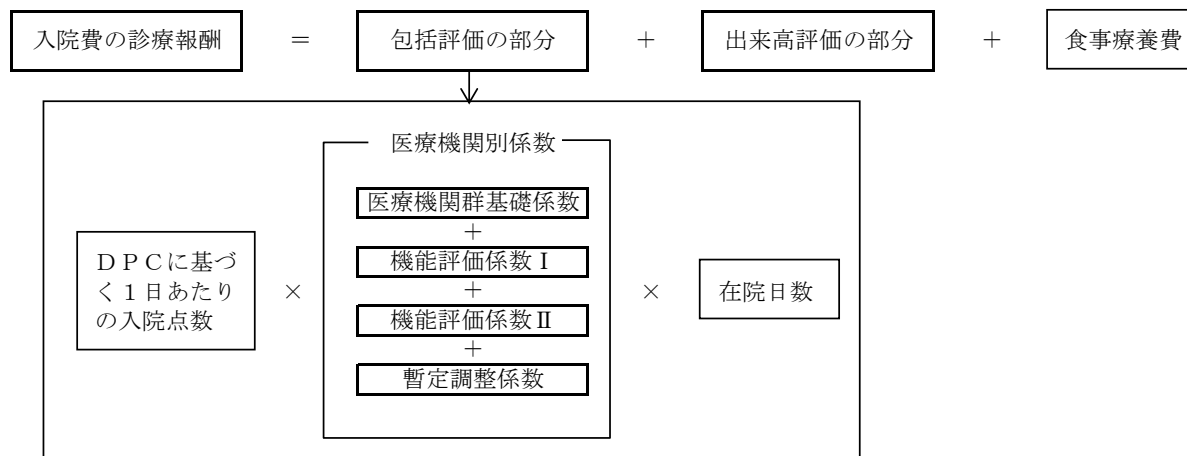 入院費の診療報酬 ＝ 包括評価の部分 ＋ 出来高評価の部分 ＋ 食事療養費
医療機関別係数
医療機関群基礎係数
＋
機能評価係数Ⅰ
＋
機能評価係数Ⅱ
＋
暫定調整係数
ＤＰＣに基づ
く１日あたり
の入院点数
×
×
在院日数